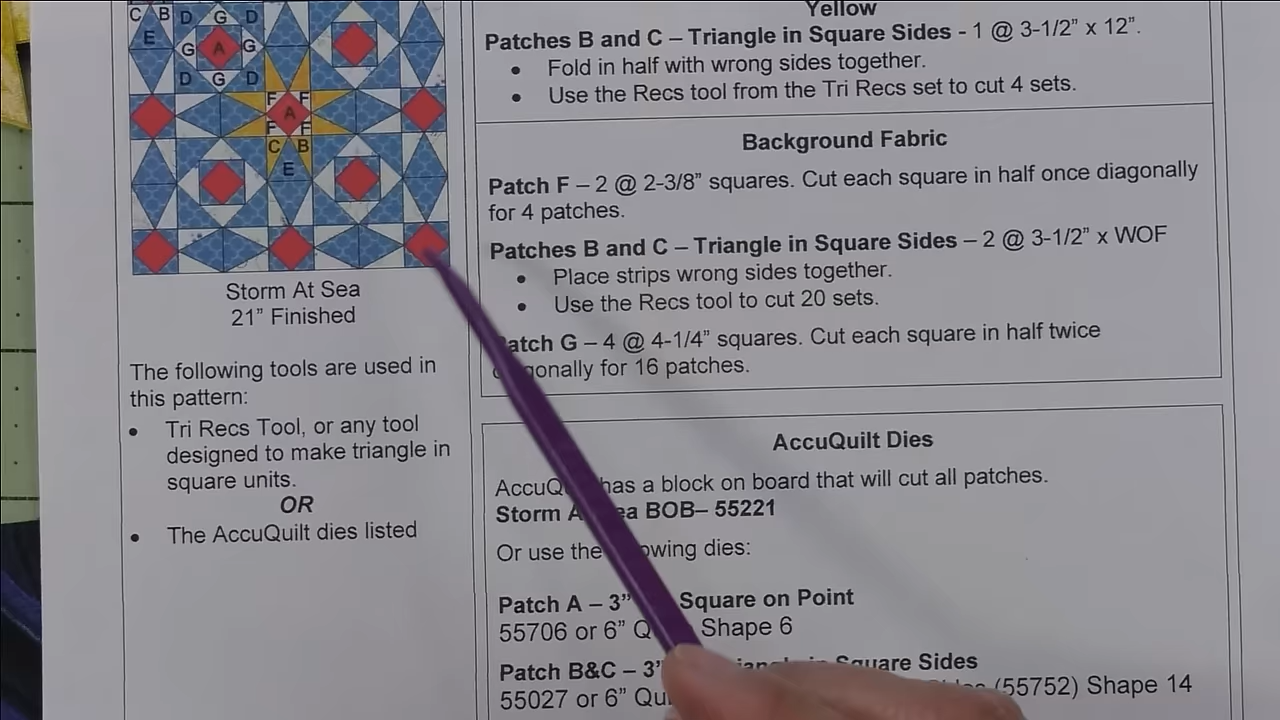 C B D G D
E G A G
D G D
F F
A
F F
C B
E
Storm At Sea
21” Finished
The following tools are used in
this pattern:
• Tri Recs Tool, or any tool
designed to make triangle in
square units.
OR
• The AccuQuilt dies listed
Yellow
Patches B and C – Triangle in Square Sides - 1 @ 3-1/2” x 12”.
• Fold in half with wrong sides together.
• Use the Recs tool from the Tri Recs set to cut 4 sets.
Background Fabric
Patch F – 2 @ 2-3/8” squares. Cut each square in half once diagonally
for 4 patches.
Patches B and C – Triangle in Square Sides – 2 @ 3-1/2” x WOF
• Place strips wrong sides together.
• Use the Recs tool to cut 20 sets.
Patch G – 4 @ 4-1/4” squares. Cut each square in half twice
diagonally for 16 patches.
AccuQuilt Dies
has a block on board that will cut all patches.
Storm At Sea BOB– 55221
Or use the following dies:
Patch A – 3” Square on Point
55706 or 6” Shape 6
Patch B&C – 3” Triangle in Square Sides
55027 or 6” (55752) Shape 14